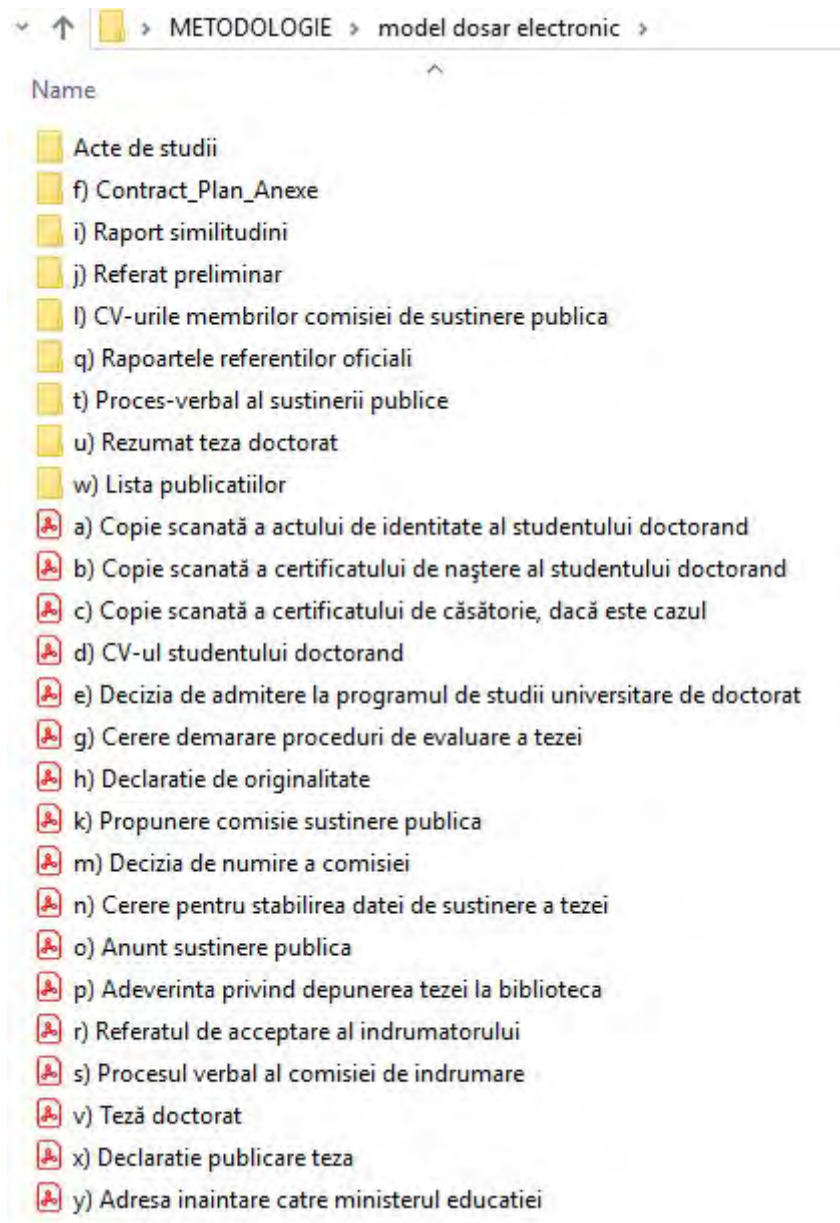 METODOLOGIE > model dosar electronic >
Name
Acte de studii
f) Contract_Plan_Anexe
i) Raport similitudini
j) Referat preliminar
l) CV-urile membrilor comisiei de sustinere publica
q) Rapoartele referentilor oficiali
t) Proces-verbal al sustinerii publice
u) Rezumat teza doctorat
w) Lista publicatiilor
a) Copie scanată a actului de identitate al studentului doctorand
b) Copie scanată a certificatului de naştere al studentului doctorand
c) Copie scanată a certificatului de căsătorie, dacă este cazul
d) CV-ul studentului doctorand
e) Decizia de admitere la programul de studii universitare de doctorat
g) Cerere demarare proceduri de evaluare a tezei
h) Declaratie de originalitate
k) Propunere comisie sustinere publica
m) Decizia de numire a comisiei
n) Cerere pentru stabilirea datei de sustinere a tezei
o) Anunt sustinere publica
p) Adeverinta privind depunerea tezei la biblioteca
r) Referatul de acceptare al indrumatorului
s) Procesul verbal al comisiei de indrumare
v) Teză doctorat
x) Declaratie publicare teza
y) Adresa inaintare catre ministerul educatiei